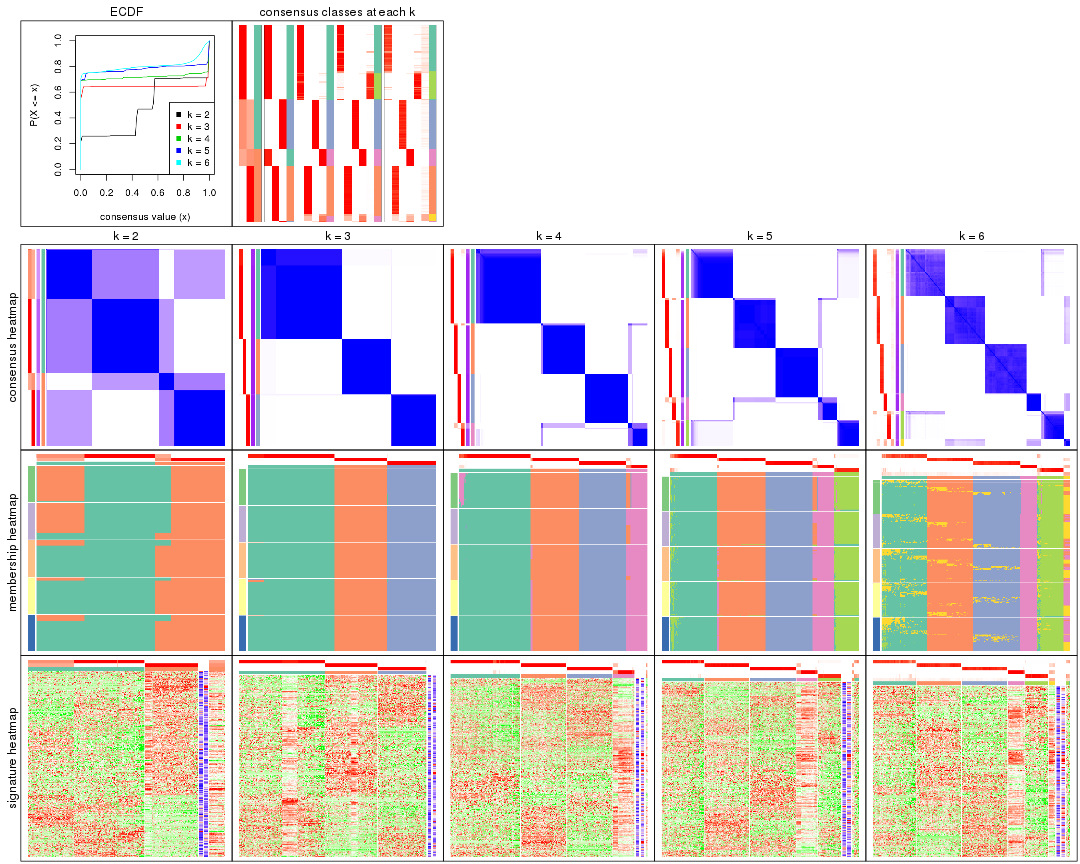 ECDF
consensus classes at each k
P(X <= x)
0.0 0.2 0.4 0.6 0.8 1.0
k = 2
k = 3
k = 4
k = 5
k = 6
0.0 0.2 0.4 0.6 0.8 1.0
consensus value (x)
k = 2 k = 3 k = 4 k = 5 k = 6
consensus heatmap
membership heatmap
signature heatmap